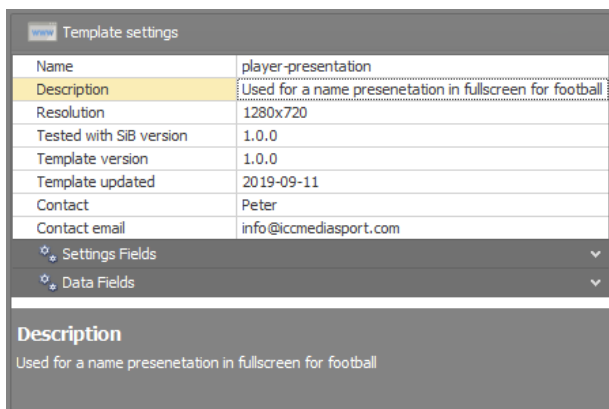 www Template settings
Name player-presentation
Description Used for a name presenetation in fullscreen for football
Resolution 1280x720
Tested with SiB version 1.0.0
Template version 1.0.0
Template updated 2019-09-11
Contact Peter
Contact email info@iccmediasport.com
Settings Fields
Data Fields
Description
Used for a name presenetation in fullscreen for football